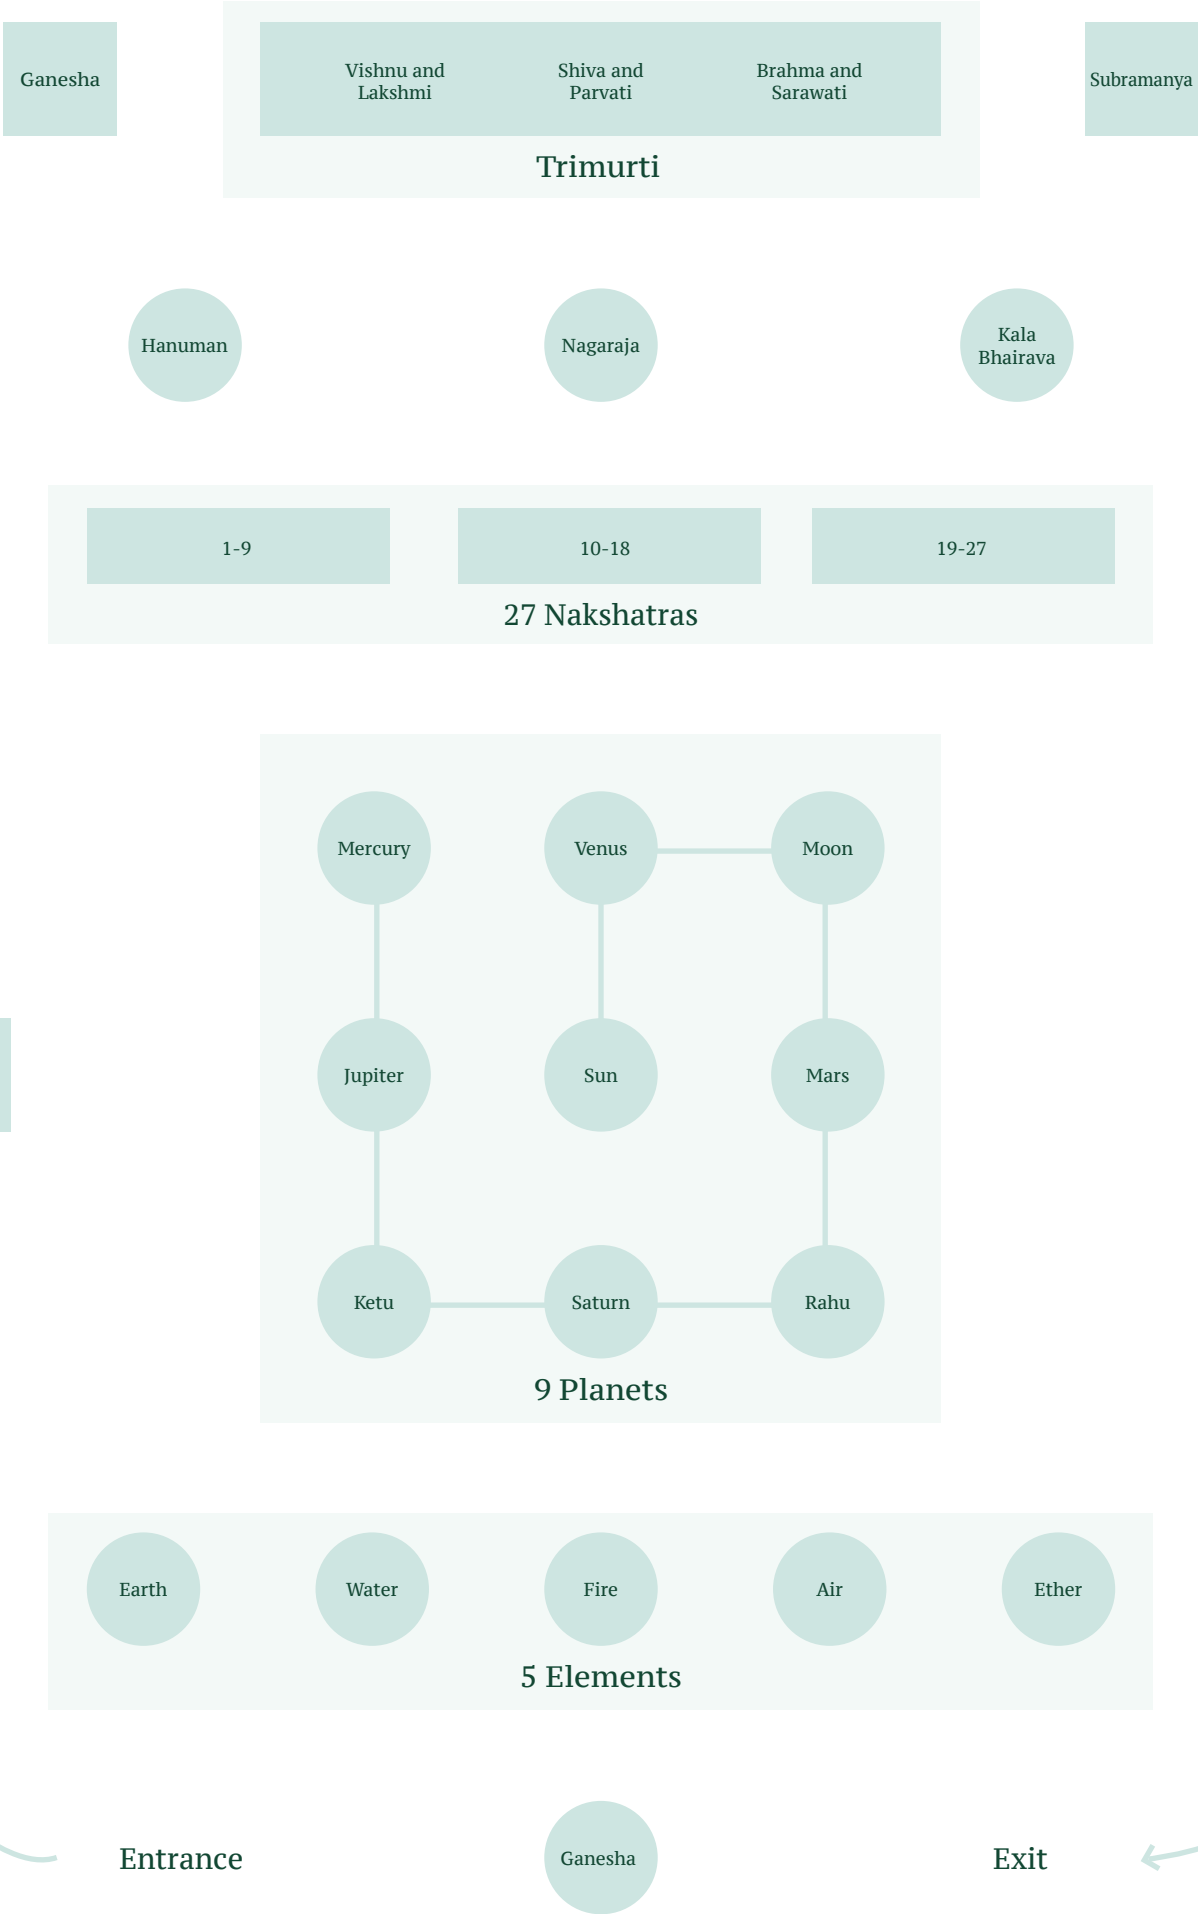 Ganesha
Vishnu and
Lakshmi
Shiva and
Parvati
Brahma and
Sarawati
Subramanya
Trimurti
Hanuman
Nagaraja
Kala
Bhairava
1-9
10-18
19-27
27 Nakshatras
Mercury
Venus
Moon
Jupiter
Sun
Mars
Ketu
Saturn
Rahu
9 Planets
Earth
Water
Fire
Air
Ether
5 Elements
Entrance
Ganesha
Exit